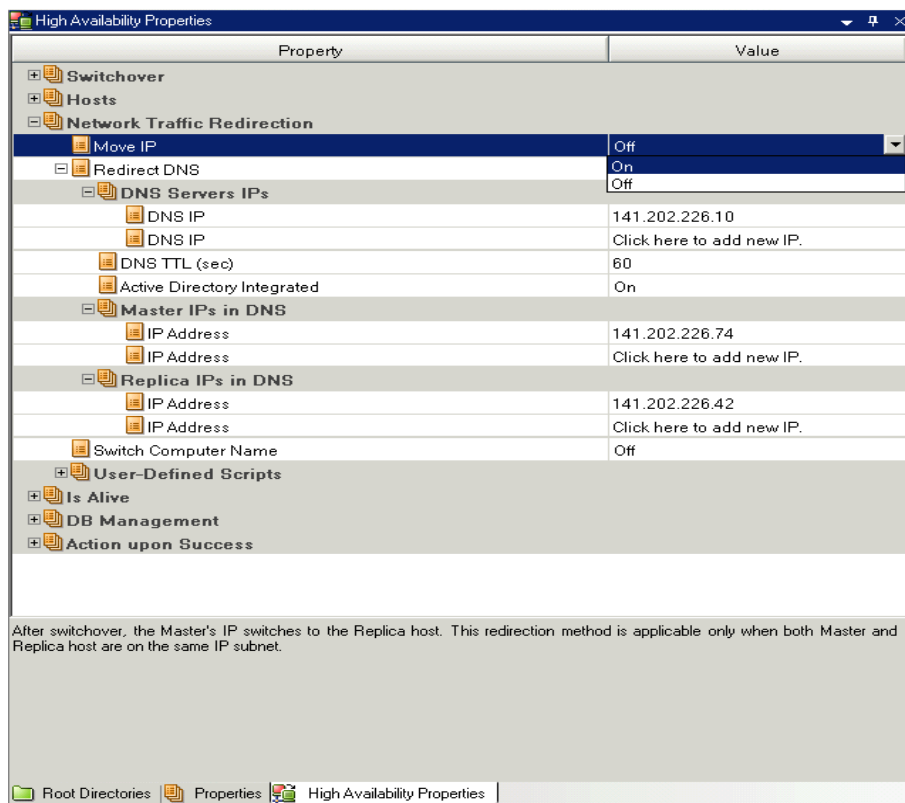 High Availability Properties
Property Value
Switchover
Hosts
Network Traffic Redirection
Move IP Off
On
Redirect DNS
Off
DNS Servers IPs
DNS IP 141.202.226.10
DNS IP Click here to add new IP.
DNS TTL (sec) 60
Active Directory Integrated On
Master IPs in DNS
IP Address 141.202.226.74
IP Address Click here to add new IP.
Replica IPs in DNS
IP Address 141.202.226.42
IP Address Click here to add new IP.
Switch Computer Name Off
User-Defined Scripts
Is Alive
DB Management
Action upon Success
After switchover, the Master's IP switches to the Replica host. This redirection method is applicable only when both Master and
Replica host are on the same IP subnet.
Root Directories Properties High Availability Properties